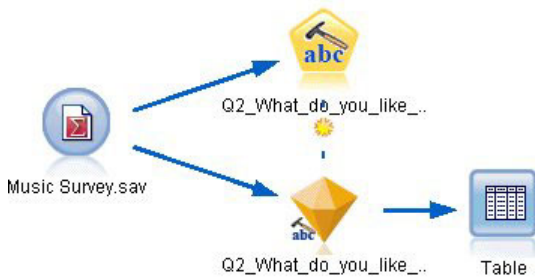 abc
Q2_What_do_you_like_..
Music Survey.sav
abc
Q2_What_do_you_like_..
Table